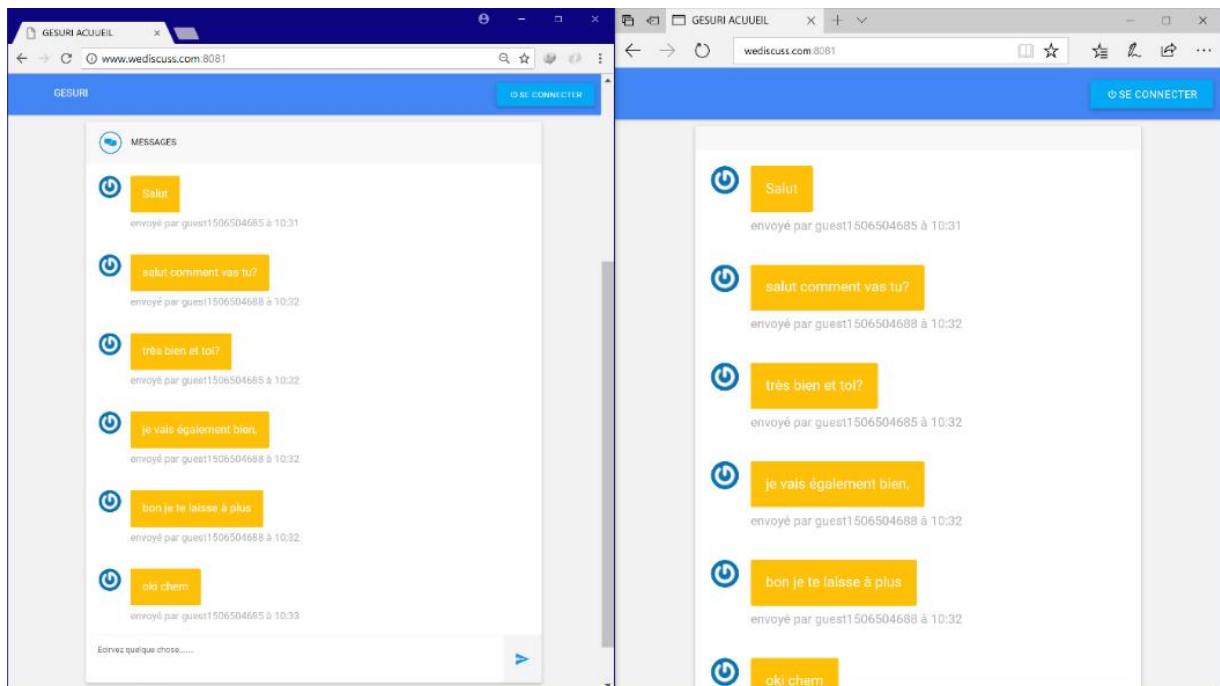 GESURI ACUUEIL
www.wediscuss.com:8081
GESURI
SE CONNECTER
MESSAGES
Salut
envoyé par guest1506504685 à 10:31
salut comment vas tu?
envoyé par guest1506504688 à 10:32
très bien et toi?
envoyé par guest1506504685 à 10:32
je vais également bien,
envoyé par guest1506504688 à 10:32
bon je te laisse à plus
envoyé par guest1506504688 à 10:32
oki chem
envoyé par guest1506504685 à 10:33
Ecirvez quelque chose......
GESURI ACUUEIL
wediscuss.com:8081
SE CONNECTER
Salut
envoyé par guest1506504685 à 10:31
salut comment vas tu?
envoyé par guest1506504688 à 10:32
très bien et toi?
envoyé par guest1506504685 à 10:32
je vais également bien,
envoyé par guest1506504688 à 10:32
bon je te laisse à plus
envoyé par guest1506504688 à 10:32
oki chem